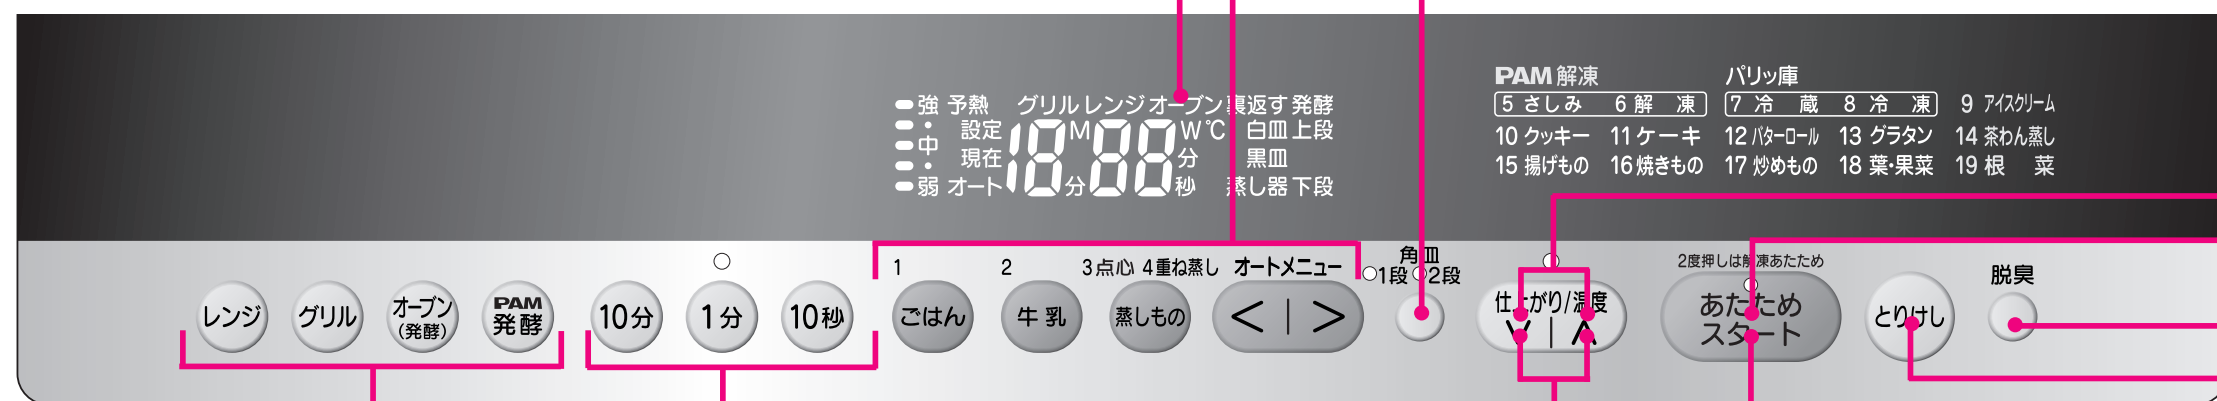 強 予熱 グリル レンジ オーブン 裏返す 発酵
設定 18 M 88 W ℃ 白皿 上段
中 現在 分 黒皿
弱 オート 分 秒 蒸し器 下段
PAM 解凍 パリッ庫
5 さしみ 6 解凍 7 冷蔵 8 冷凍 9 アイスクリーム
10 クッキー 11 ケーキ 12 バターロール 13 グラタン 14 茶わん蒸し
15 揚げもの 16 焼きもの 17 炒めもの 18 葉・果菜 19 根菜
1 2 3 点心 4 重ね蒸し オートメニュー
角皿
1段 2段
2度押しは解凍あたため
脱臭
レンジ グリル オーブン(発酵) PAM発酵 10分 1分 10秒 ごはん 牛乳 蒸しもの < | >
仕上がり/温度
∨ | ∧
あたため
スタート
とりけし